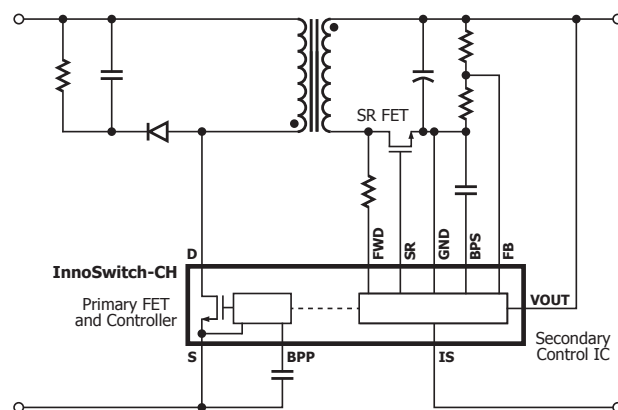 SR FET
FWD
SR
GND
BPS
FB
D
InnoSwitch-CH
Primary FET
and Controller
VOUT
Secondary
Control IC
S
BPP
IS